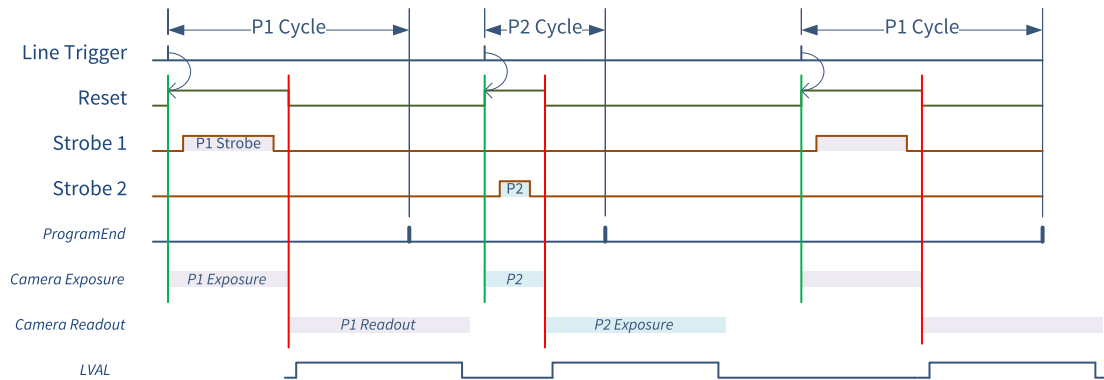 P1 Cycle
P2 Cycle
P1 Cycle
Line Trigger
Reset
Strobe 1
P1 Strobe
Strobe 2
P2
ProgramEnd
Camera Exposure
P1 Exposure
P2
Camera Readout
P1 Readout
P2 Exposure
LVAL